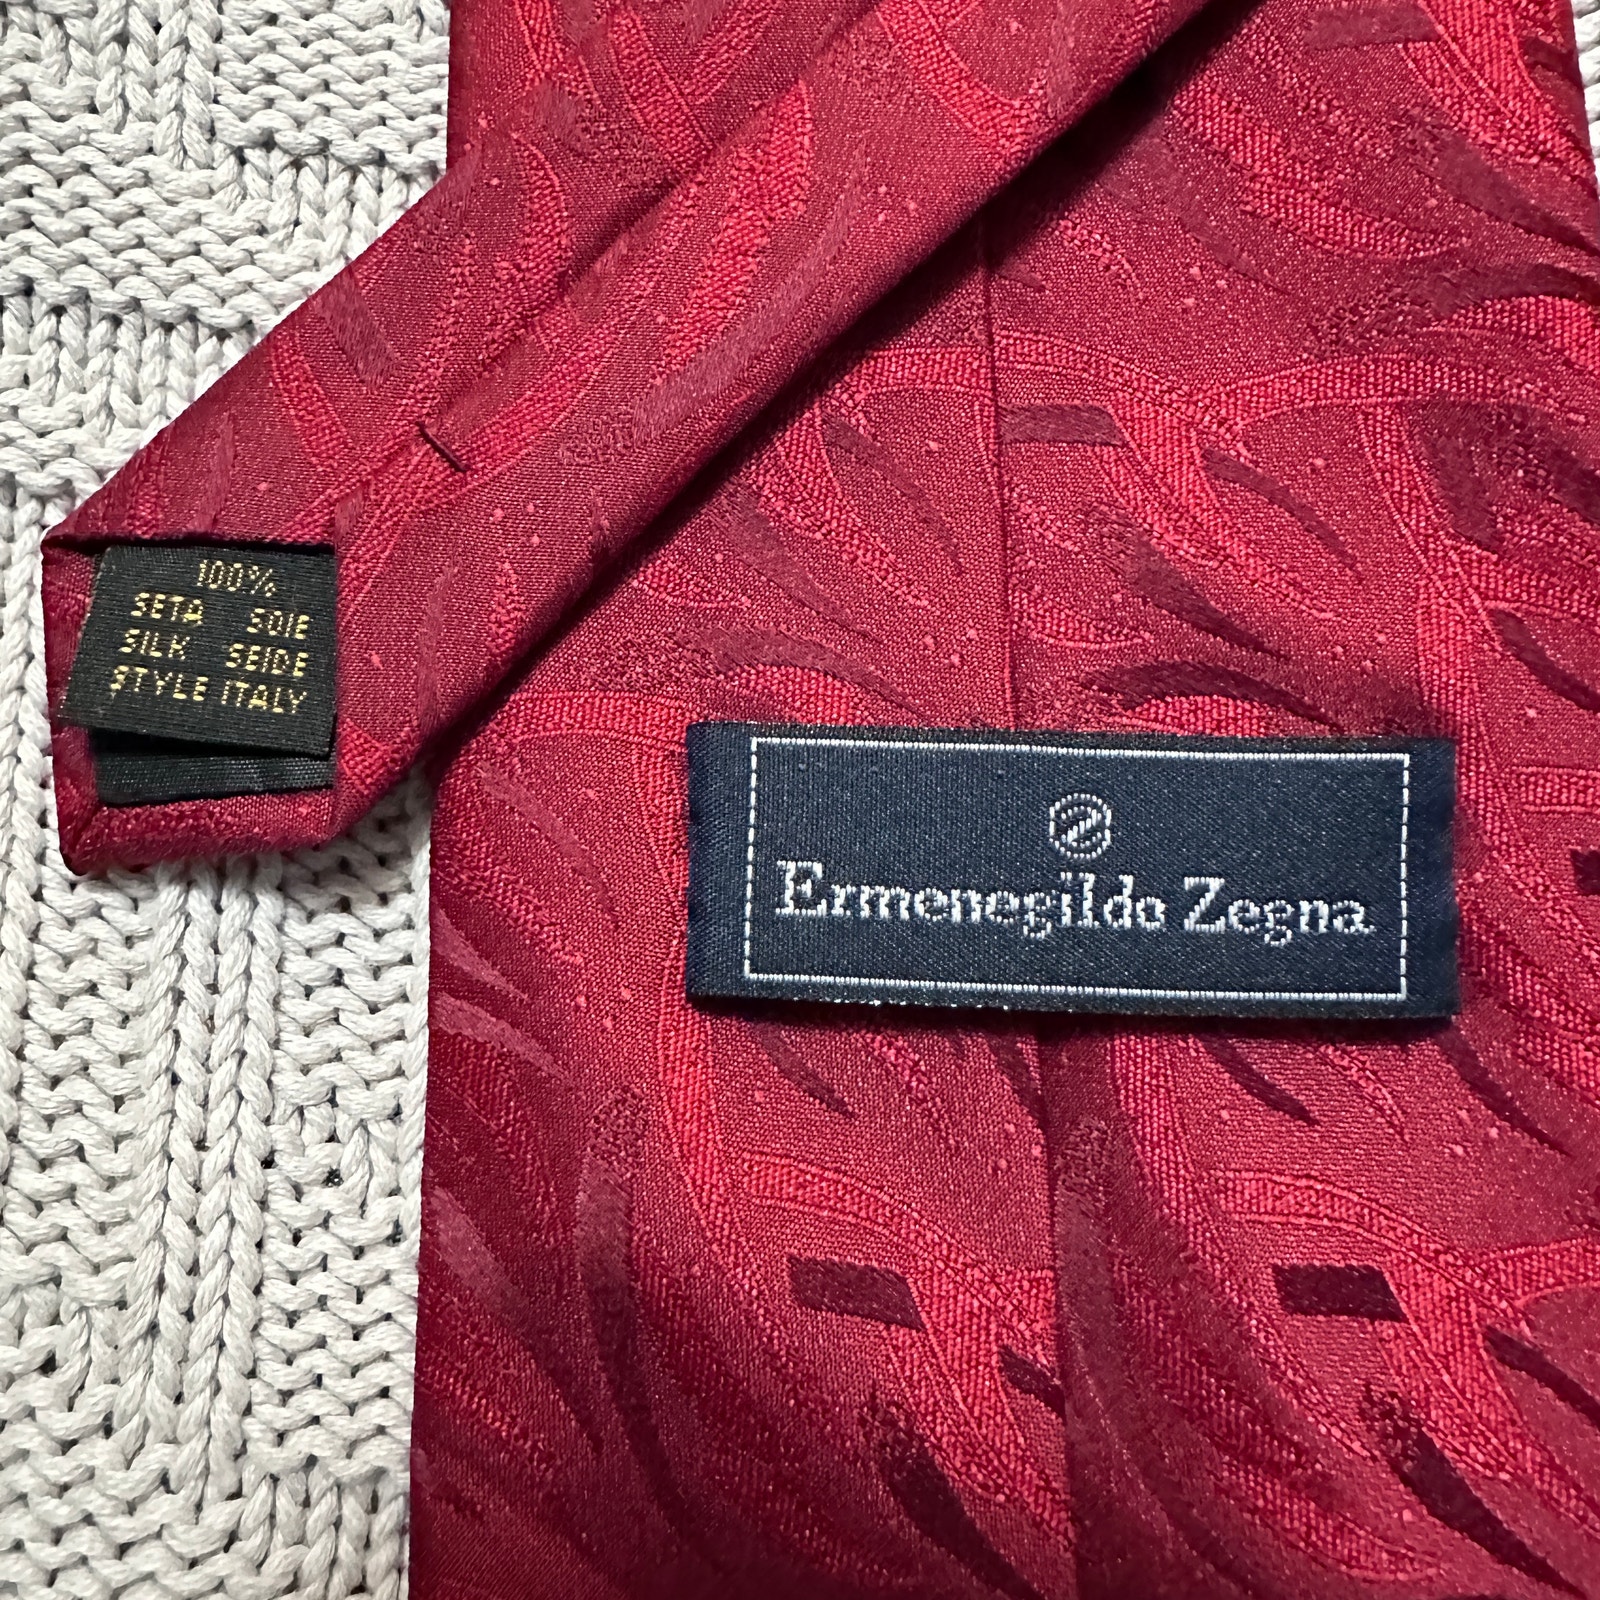 100%
SETA SOIE
SILK SEIDE
STYLE ITALY
Ermenegildo Zegna